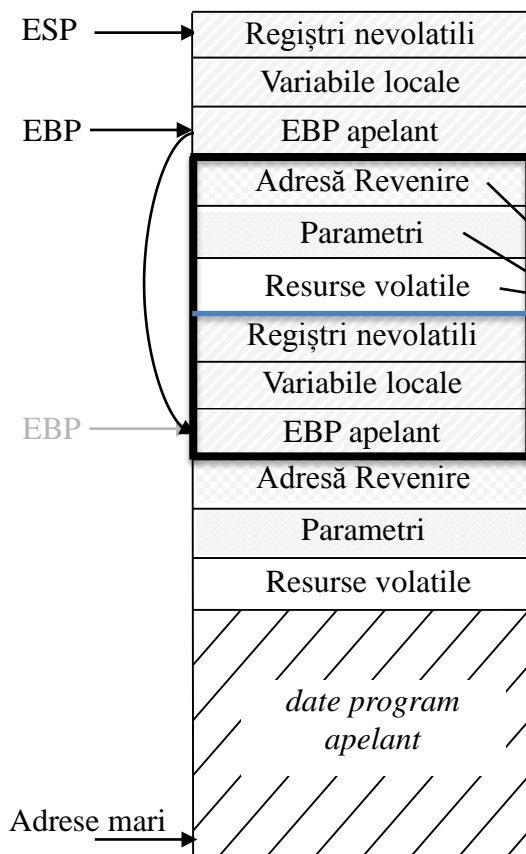 ESP
Regiștri nevolatili
Variabile locale
EBP
EBP apelant
Adresă Revenire
Parametri
Resurse volatile
Regiștri nevolatili
Variabile locale
EBP
EBP apelant
Adresă Revenire
Parametri
Resurse volatile
date program
apelant
Adrese mari